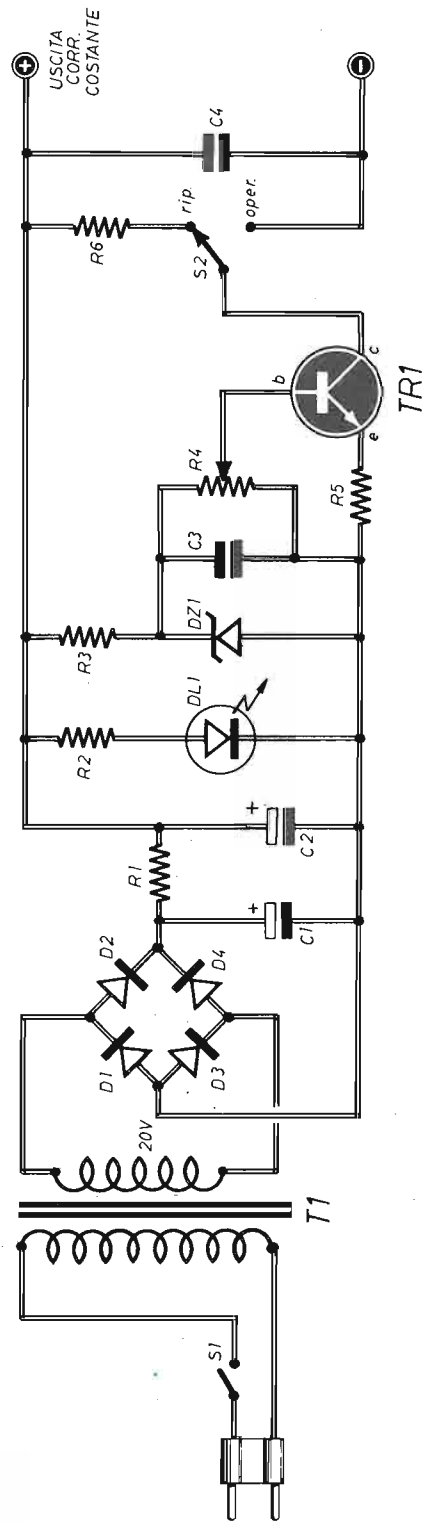 S1
T1
20V
D1
D2
D3
D4
R1
+
C1
+
C2
R2
DL1
R3
DZ1
C3
R4
b
e
c
TR1
R5
S2
rip.
oper.
R6
C4
+
USCITA
CORR.
COSTANTE
-